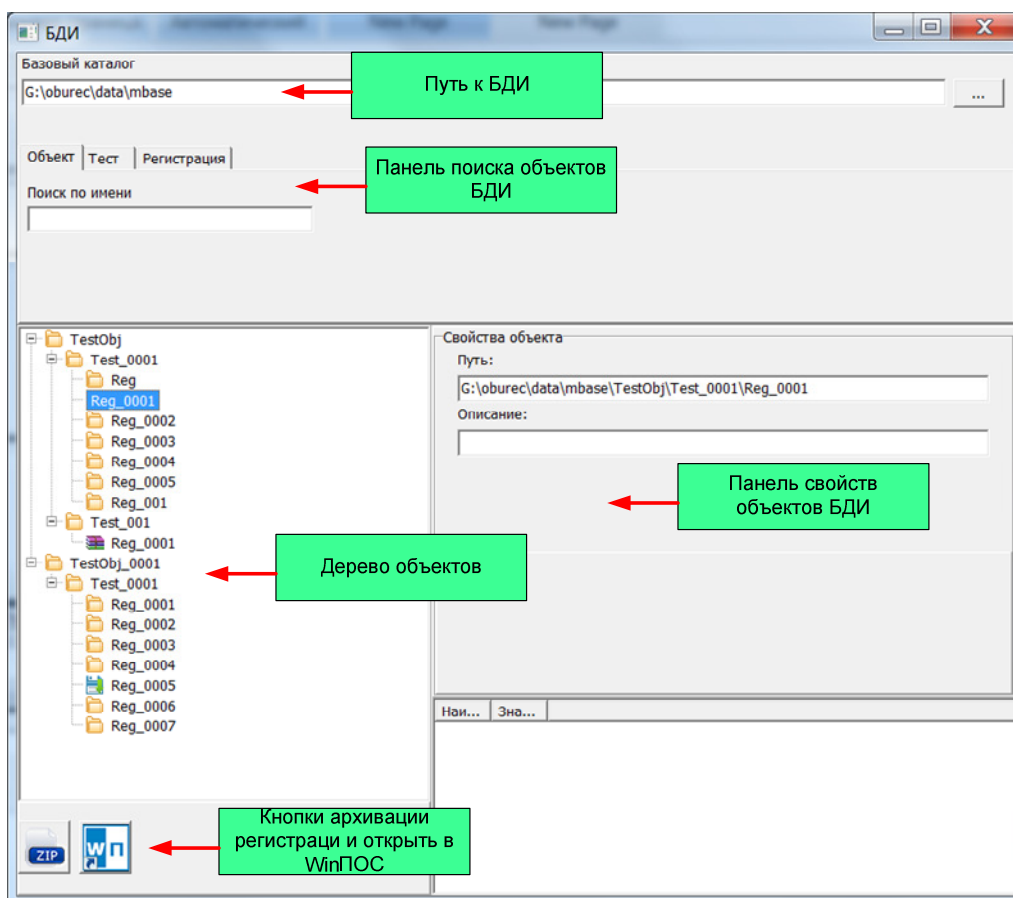 БДИ
Базовый каталог
G:\oburec\data\mbase
Путь к БДИ
...
Объект Тест Регистрация
Панель поиска объектов
БДИ
Поиск по имени
TestObj
Test_0001
Reg
Reg_0001
Reg_0002
Reg_0003
Reg_0004
Reg_0005
Reg_001
Test_001
Reg_0001
TestObj_0001
Test_0001
Reg_0001
Reg_0002
Reg_0003
Reg_0004
Reg_0005
Reg_0006
Reg_0007
Дерево объектов
Свойства объекта
Путь:
G:\oburec\data\mbase\TestObj\Test_0001\Reg_0001
Описание:
Панель свойств
объектов БДИ
Наи... Зна...
ZIP
wп
Кнопки архивации
регистраци и открыть в
WinПОС